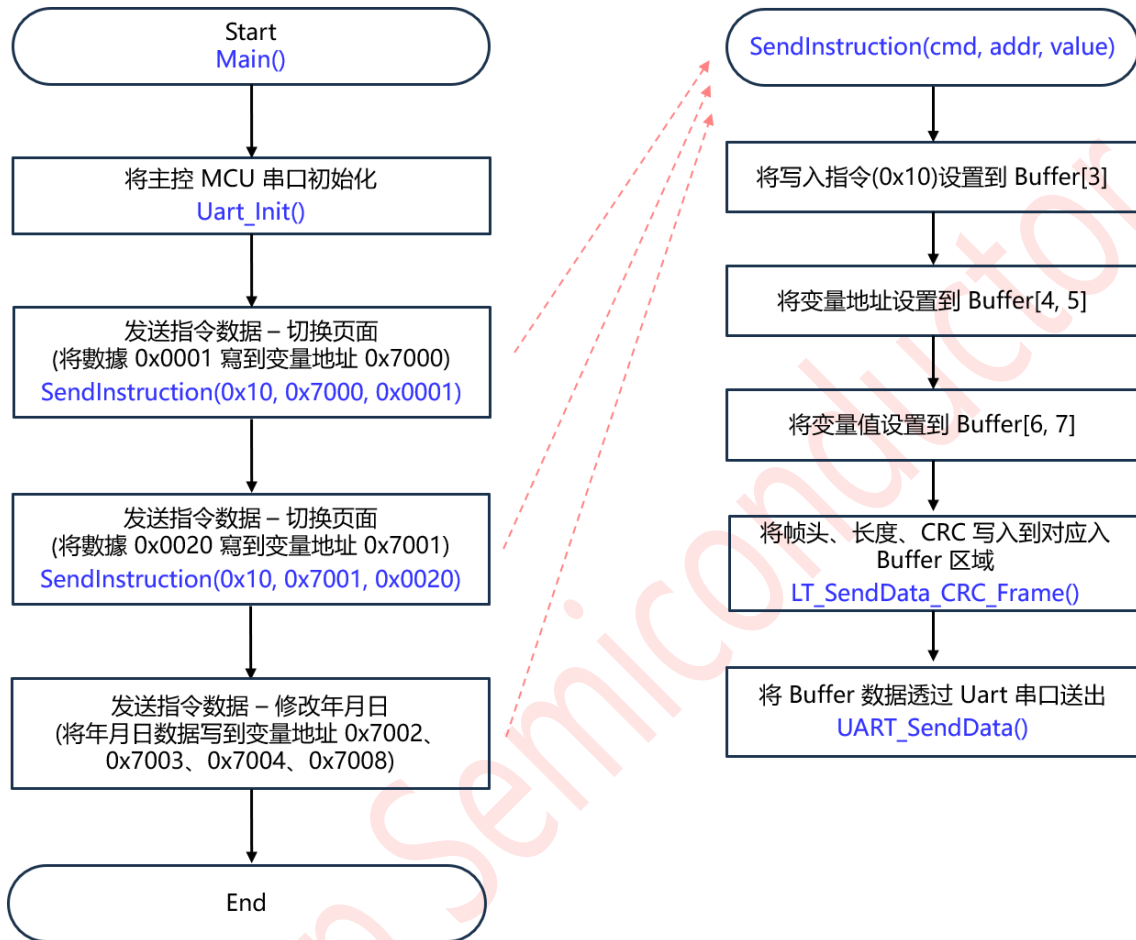 Start
Main()
将主控 MCU 串口初始化
Uart_Init()
发送指令数据 – 切换页面
(将數據 0x0001 寫到变量地址 0x7000)
SendInstruction(0x10, 0x7000, 0x0001)
发送指令数据 – 切换页面
(将數據 0x0020 寫到变量地址 0x7001)
SendInstruction(0x10, 0x7001, 0x0020)
发送指令数据 – 修改年月日
(将年月日数据写到变量地址 0x7002、
0x7003、0x7004、0x7008)
End
SendInstruction(cmd, addr, value)
将写入指令(0x10)设置到 Buffer[3]
将变量地址设置到 Buffer[4, 5]
将变量值设置到 Buffer[6, 7]
将帧头、长度、CRC 写入到对应入
Buffer 区域
LT_SendData_CRC_Frame()
将 Buffer 数据透过 Uart 串口送出
UART_SendData()
Semiconductor